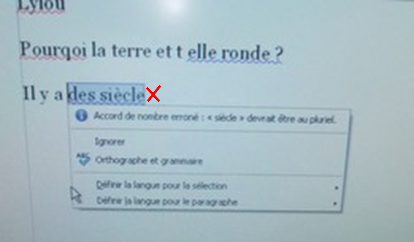 Lylou
Pourqoi la terre et t elle ronde ?
Il y a des siècle
Accord de nombre erroné : « siècle » devrait être au pluriel.
Ignorer
Orthographe et grammaire
Définir la langue pour la sélection
Définir la langue pour le paragraphe